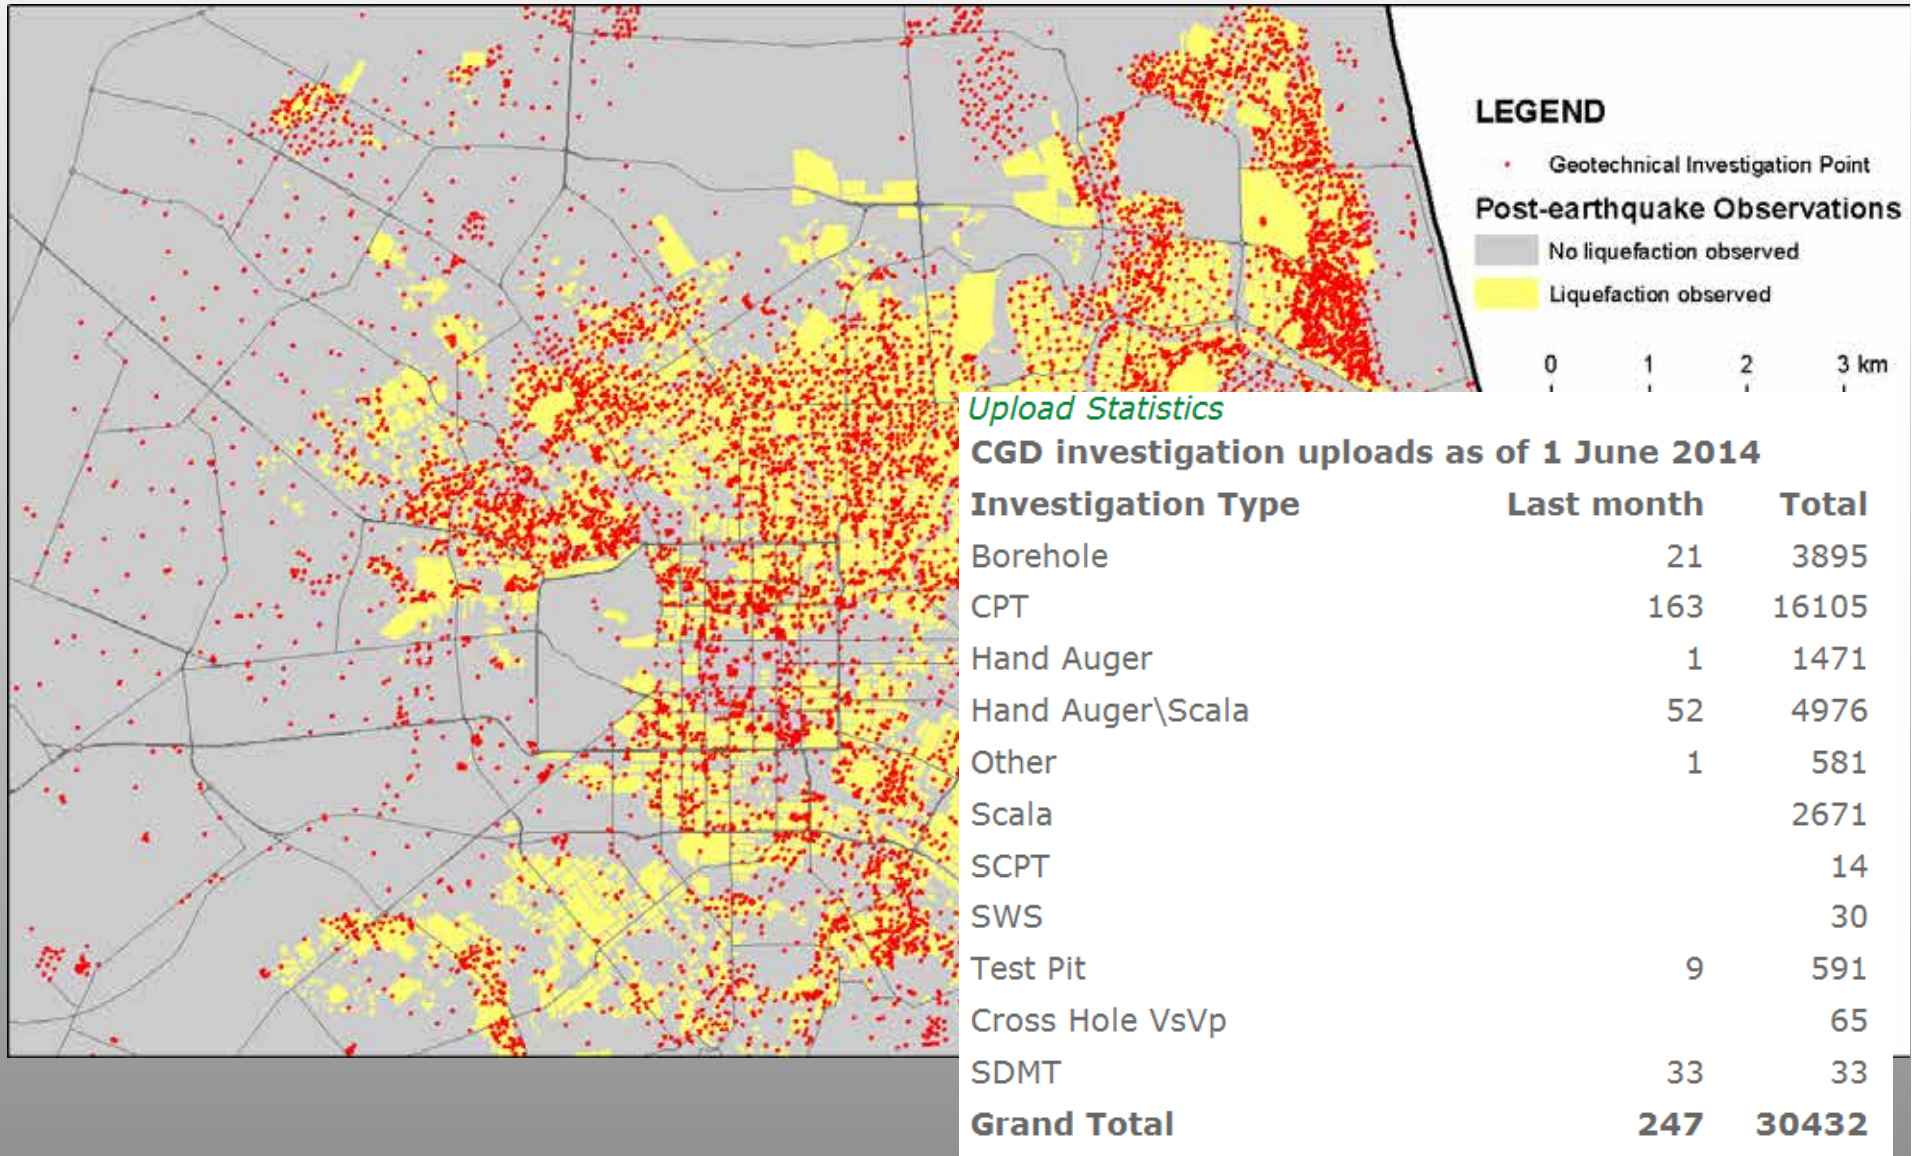 LEGEND
Geotechnical Investigation Point
Post-earthquake Observations
No liquefaction observed
Liquefaction observed
0 1 2 3 km
Upload Statistics
CGD investigation uploads as of 1 June 2014
Investigation Type Last month Total
Borehole 21 3895
CPT 163 16105
Hand Auger 1 1471
Hand Auger\Scala 52 4976
Other 1 581
Scala 2671
SCPT 14
SWS 30
Test Pit 9 591
Cross Hole VsVp 65
SDMT 33 33
Grand Total 247 30432